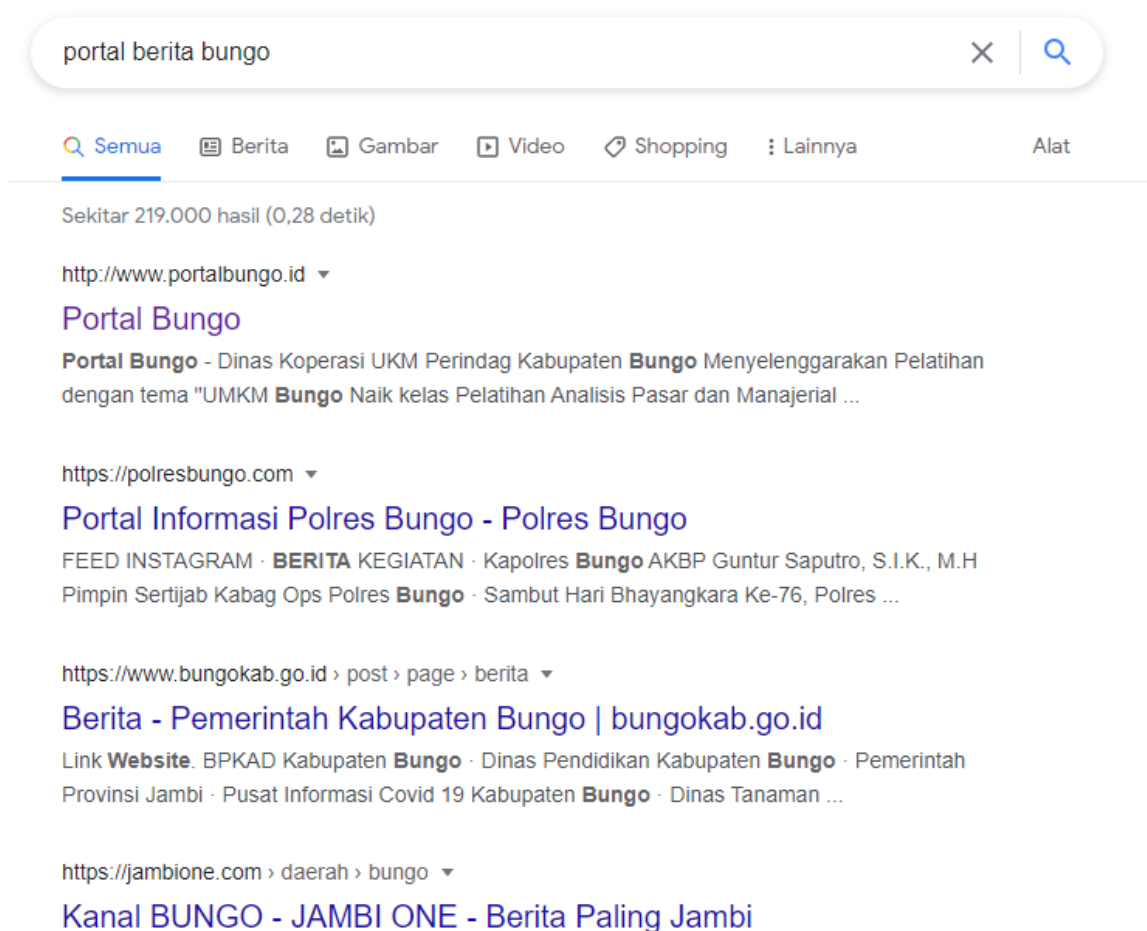 portal berita bungo
Semua Berita Gambar Video Shopping Lainnya Alat
Sekitar 219.000 hasil (0,28 detik)
http://www.portalbungo.id
Portal Bungo
Portal Bungo - Dinas Koperasi UKM Perindag Kabupaten Bungo Menyelenggarakan Pelatihan
dengan tema "UMKM Bungo Naik kelas Pelatihan Analisis Pasar dan Manajerial ...
https://polresbungo.com
Portal Informasi Polres Bungo - Polres Bungo
FEED INSTAGRAM · BERITA KEGIATAN · Kapolres Bungo AKBP Guntur Saputro, S.I.K., M.H
Pimpin Sertijab Kabag Ops Polres Bungo · Sambut Hari Bhayangkara Ke-76, Polres ...
https://www.bungokab.go.id › post › page › berita
Berita - Pemerintah Kabupaten Bungo | bungokab.go.id
Link Website. BPKAD Kabupaten Bungo · Dinas Pendidikan Kabupaten Bungo · Pemerintah
Provinsi Jambi · Pusat Informasi Covid 19 Kabupaten Bungo · Dinas Tanaman ...
https://jambione.com › daerah › bungo
Kanal BUNGO - JAMBI ONE - Berita Paling Jambi